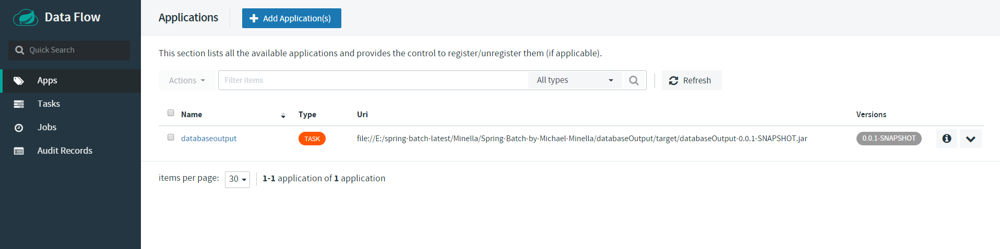 Data Flow
Quick Search
Apps
Tasks
Jobs
Audit Records
Applications
Add Application(s)
This section lists all the available applications and provides the control to register/unregister them (if applicable).
Actions Filter items All types Refresh
Name Type Uri Versions
databaseoutput TASK file://E:/spring-batch-latest/Minella/Spring-Batch-by-Michael-Minella/databaseOutput/target/databaseOutput-0.0.1-SNAPSHOT.jar 0.0.1-SNAPSHOT
items per page: 30 1-1 application of 1 application